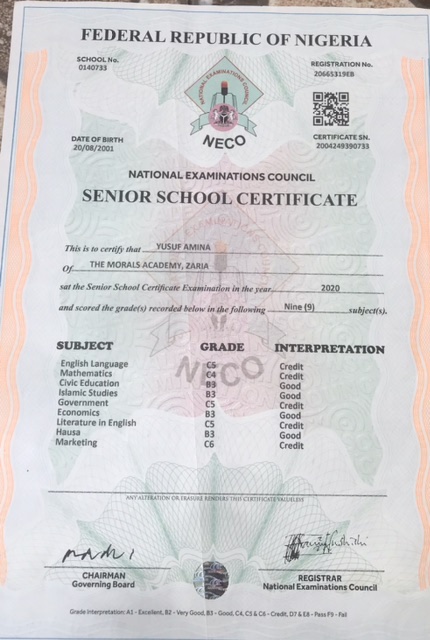 FEDERAL REPUBLIC OF NIGERIA
SCHOOL No.
0140733
REGISTRATION No.
20665319EB
NATIONAL EXAMINATIONS COUNCIL
NECO
DATE OF BIRTH
20/08/2001
CERTIFICATE SN.
2004249390733
NATIONAL EXAMINATIONS COUNCIL
SENIOR SCHOOL CERTIFICATE
This is to certify that YUSUF AMINA
Of THE MORALS ACADEMY, ZARIA
sat the Senior School Certificate Examination in the year 2020
and scored the grade(s) recorded below in the following Nine (9) subject(s).
SUBJECT GRADE INTERPRETATION
English Language C5 Credit
Mathematics C4 Credit
Civic Education B3 Good
Islamic Studies B3 Good
Government C5 Credit
Economics B3 Good
Literature in English C5 Credit
Hausa B3 Good
Marketing C6 Credit
NECO
ANY ALTERATION OR ERASURE RENDERS THIS CERTIFICATE VALUELESS
CHAIRMAN
Governing Board
REGISTRAR
National Examinations Council
Grade Interpretation: A1 - Excellent, B2 - Very Good, B3 - Good, C4, C5 & C6 - Credit, D7 & E8 - Pass F9 - Fail